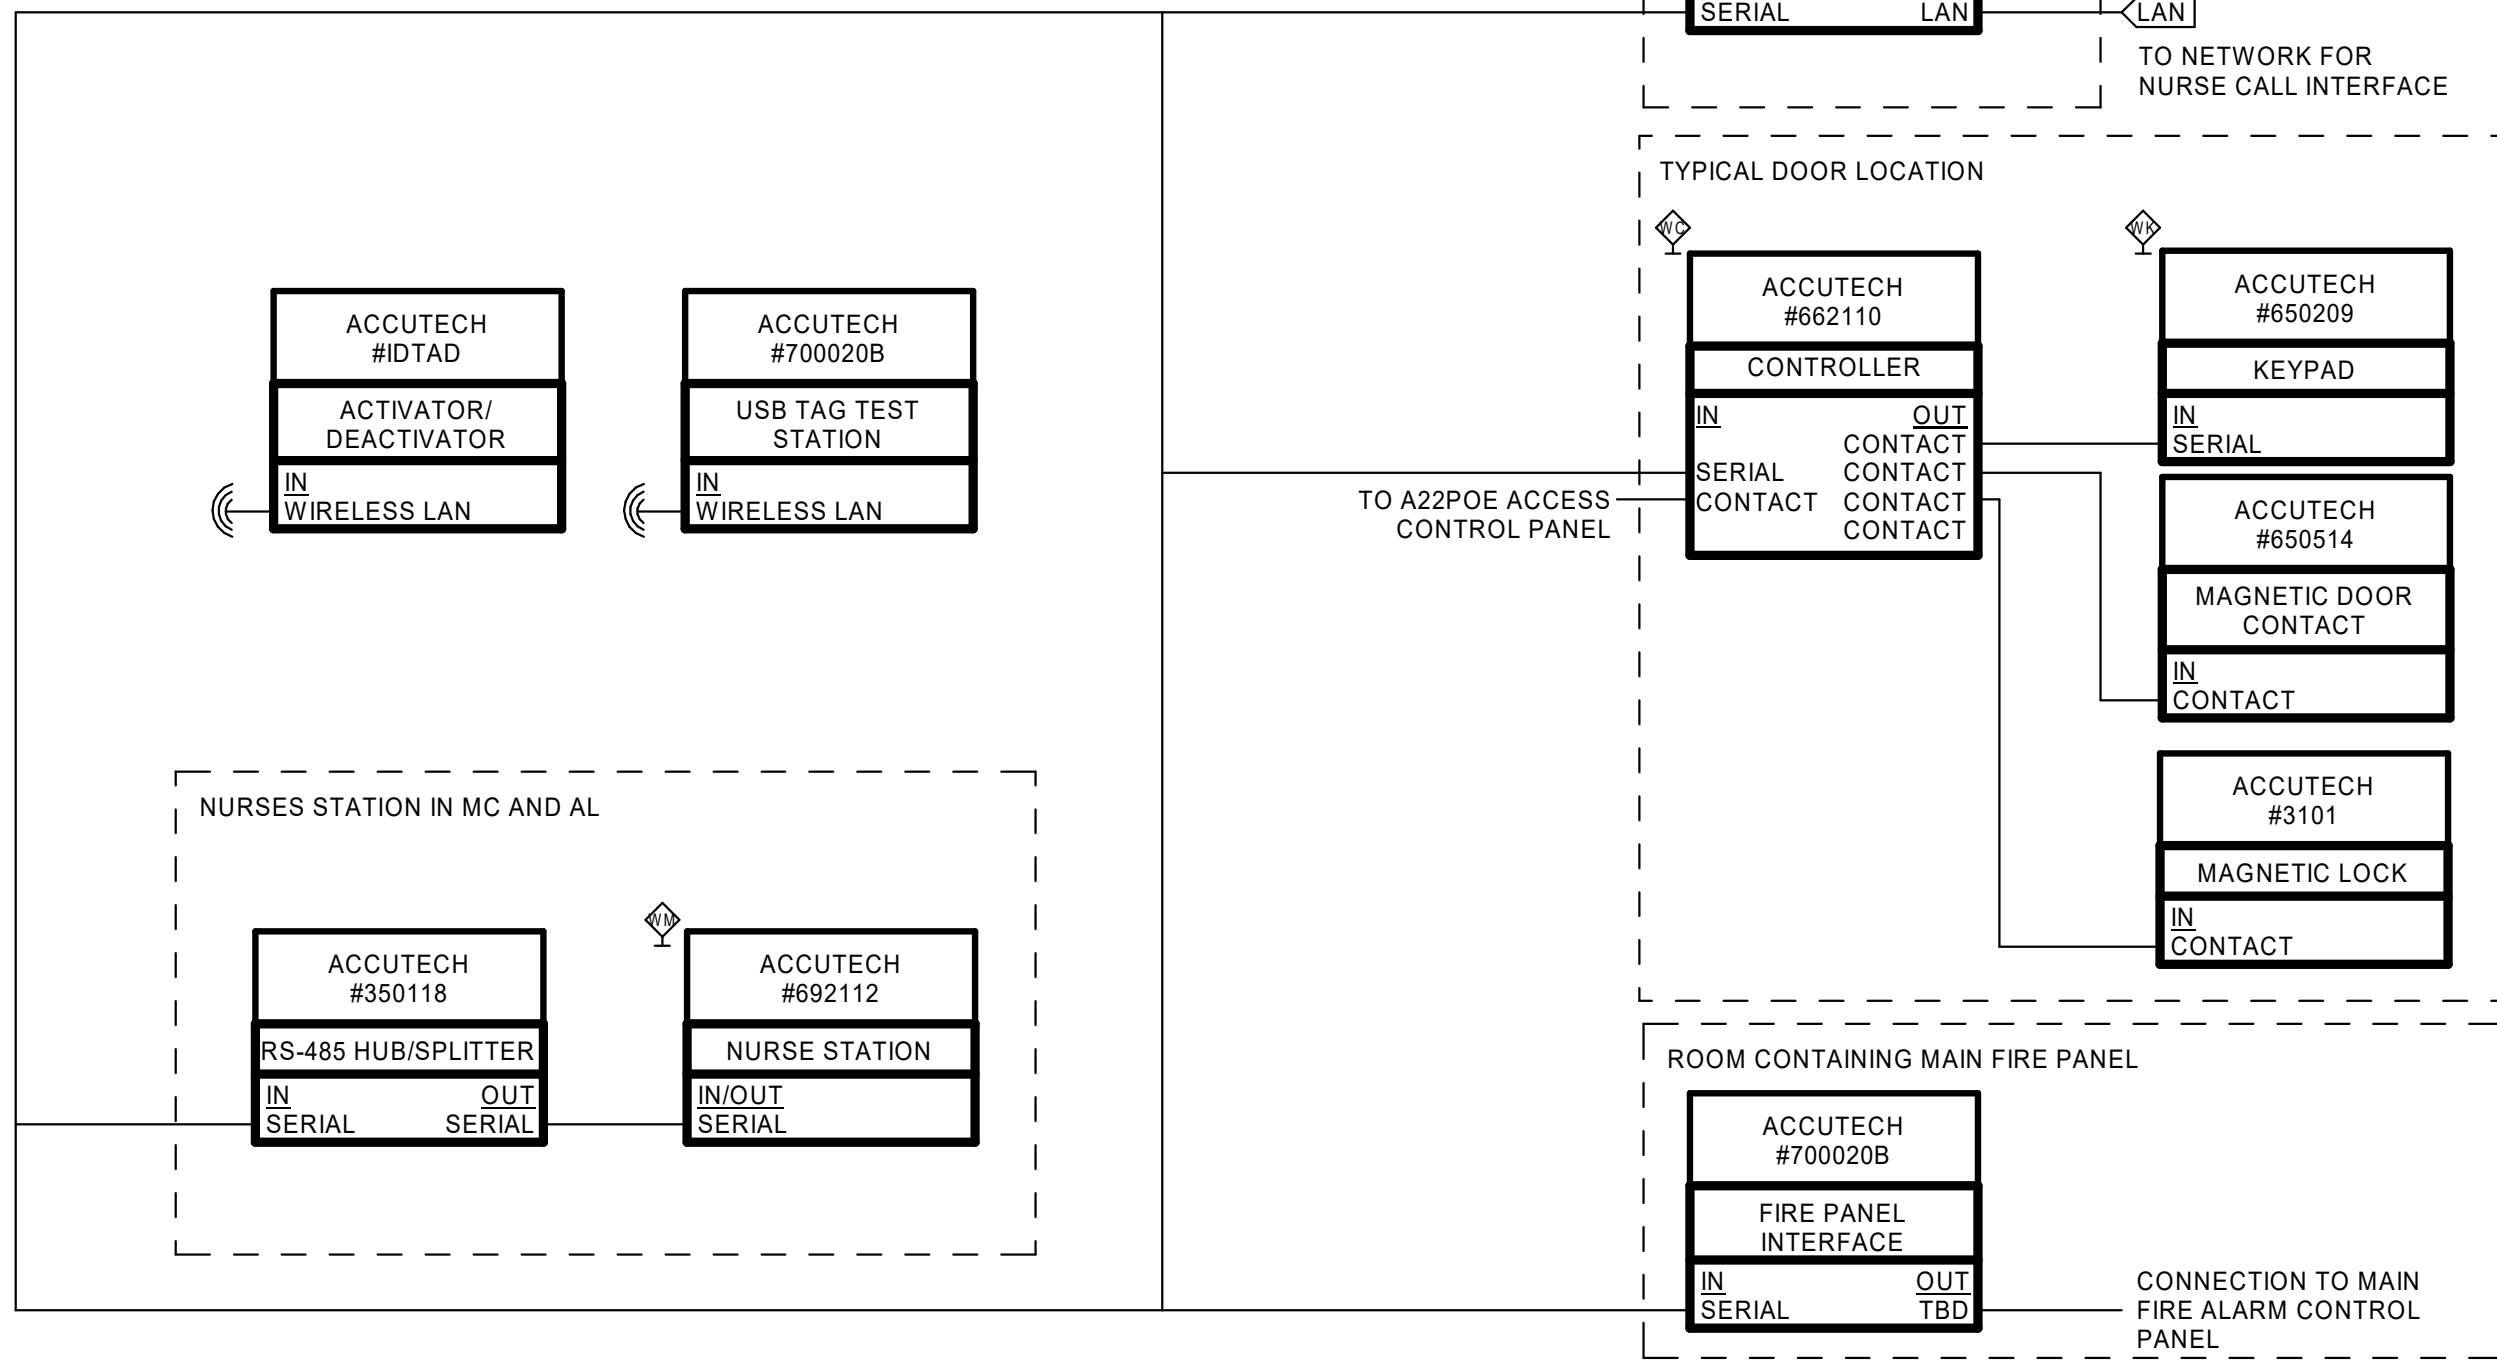 SERIAL LAN
LAN
TO NETWORK FOR
NURSE CALL INTERFACE
TYPICAL DOOR LOCATION
WC
ACCUTECH
#662110
CONTROLLER
IN OUT
CONTACT
SERIAL CONTACT
CONTACT CONTACT
CONTACT
TO A22POE ACCESS
CONTROL PANEL
WK
ACCUTECH
#650209
KEYPAD
IN
SERIAL
ACCUTECH
#650514
MAGNETIC DOOR
CONTACT
IN
CONTACT
ACCUTECH
#3101
MAGNETIC LOCK
IN
CONTACT
ACCUTECH
#IDTAD
ACTIVATOR/
DEACTIVATOR
IN
WIRELESS LAN
ACCUTECH
#700020B
USB TAG TEST
STATION
IN
WIRELESS LAN
NURSES STATION IN MC AND AL
ACCUTECH
#350118
RS-485 HUB/SPLITTER
IN OUT
SERIAL SERIAL
WM
ACCUTECH
#692112
NURSE STATION
IN/OUT
SERIAL
ROOM CONTAINING MAIN FIRE PANEL
ACCUTECH
#700020B
FIRE PANEL
INTERFACE
IN OUT
SERIAL TBD
CONNECTION TO MAIN
FIRE ALARM CONTROL
PANEL